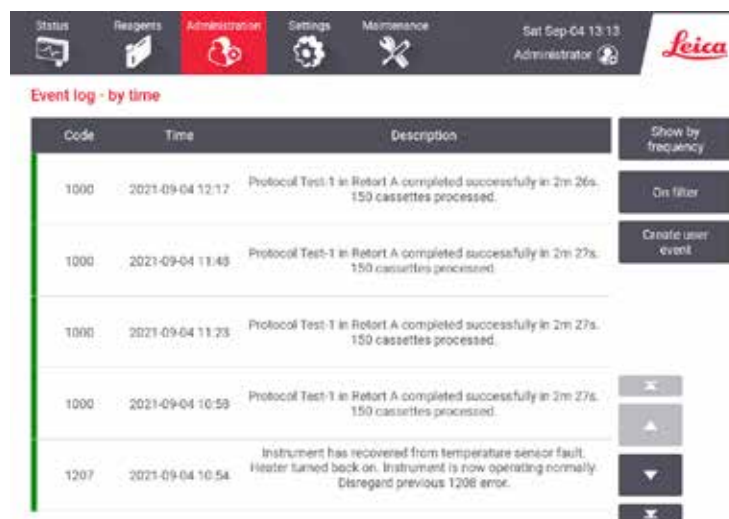 Status Reagents Administration Settings Maintenance Sat Sep-04 13:13
Administrator
Leica
Event log - by time
Code Time Description
Show by
frequency
On filter
Create user
event
1000 2021-09-04 12:17 Protocol Test-1 in Retort A completed successfully in 2m 26s.
150 cassettes processed.
1000 2021-09-04 11:48 Protocol Test-1 in Retort A completed successfully in 2m 27s.
150 cassettes processed.
1000 2021-09-04 11:23 Protocol Test-1 in Retort A completed successfully in 2m 27s.
150 cassettes processed.
1000 2021-09-04 10:58 Protocol Test-1 in Retort A completed successfully in 2m 27s.
150 cassettes processed.
1207 2021-09-04 10:54 Instrument has recovered from temperature sensor fault.
Heater turned back on. Instrument is now operating normally.
Disregard previous 1208 error.